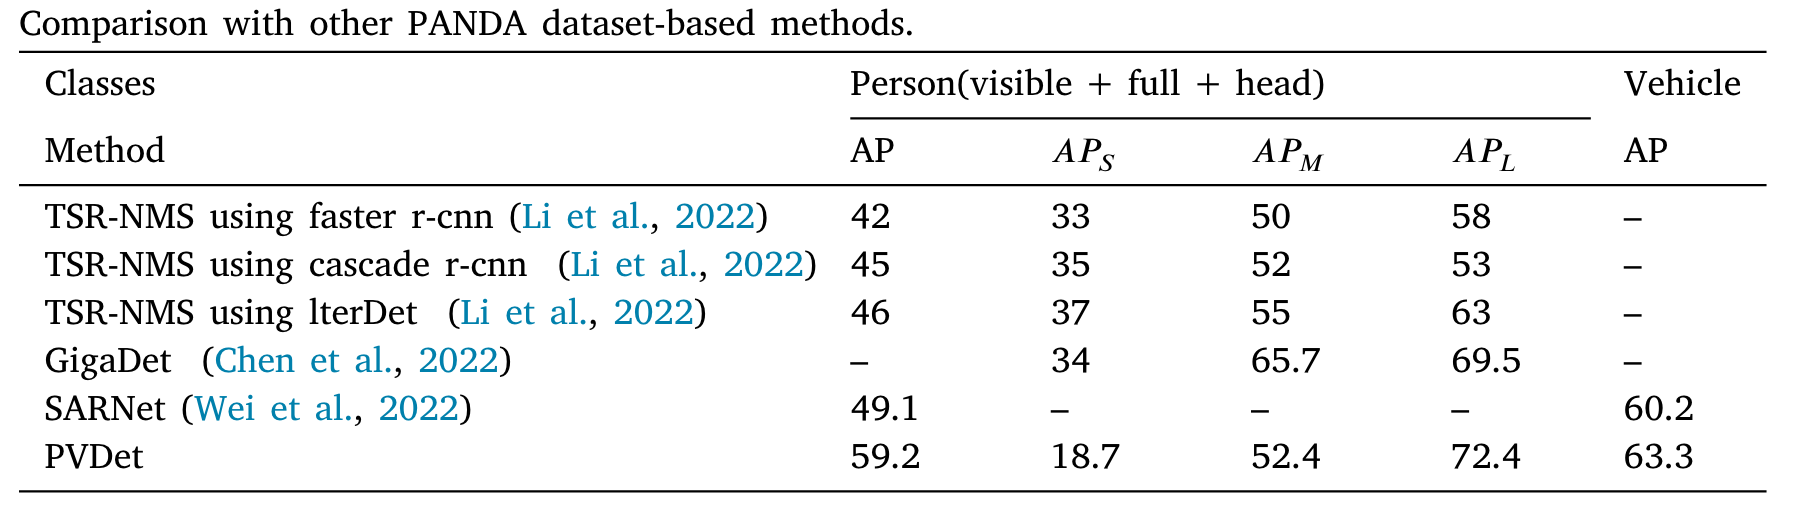 Comparison with other PANDA dataset-based methods.
Classes Person(visible + full + head) Vehicle
Method AP AP_S AP_M AP_L AP
TSR-NMS using faster r-cnn (Li et al., 2022) 42 33 50 58 –
TSR-NMS using cascade r-cnn (Li et al., 2022) 45 35 52 53 –
TSR-NMS using lterDet (Li et al., 2022) 46 37 55 63 –
GigaDet (Chen et al., 2022) – 34 65.7 69.5 –
SARNet (Wei et al., 2022) 49.1 – – – 60.2
PVDet 59.2 18.7 52.4 72.4 63.3